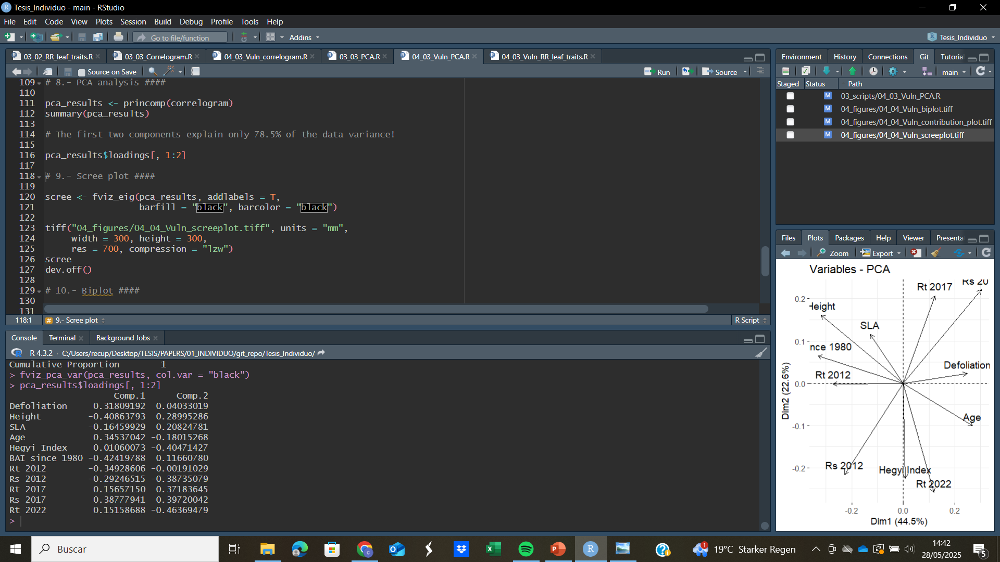 Tesis_Individuo - main - RStudio
File Edit Code View Plots Session Build Debug Profile Tools Help
Go to file/function Addins Tesis_Individuo
03_02_RR_leaf_traits.R 03_03_Correlogram.R 04_03_Vuln_correlogram.R 03_03_PCA.R 04_03_Vuln_PCA.R 04_03_Vuln_RR_leaf_traits.R
Source on Save Run Source
109 # 8.- PCA analysis ####
110
111 pca_results <- princomp(correlogram)
112 summary(pca_results)
113
114 # The first two components explain only 78.5% of the data variance!
115
116 pca_results$loadings[, 1:2]
117
118 # 9.- Scree plot ####
119
120 scree <- fviz_eig(pca_results, addlabels = T,
121 barfill = "black", barcolor = "black")
122
123 tiff("04_figures/04_04_Vuln_screeplot.tiff", units = "mm",
124 width = 300, height = 300,
125 res = 700, compression = "lzw")
126 scree
127 dev.off()
128
129 # 10.- Biplot ####
130
131
118:1 # 9.- Scree plot R Script
Console Terminal Background Jobs
R 4.3.2 · C:/Users/recup/Desktop/TESIS/PAPERS/01_INDIVIDUO/git_repo/Tesis_Individuo/
Cumulative Proportion 1
> fviz_pca_var(pca_results, col.var = "black")
> pca_results$loadings[, 1:2]
Comp.1 Comp.2
Defoliation 0.31809192 0.04033019
Height -0.40863793 0.28995286
SLA -0.16459929 0.20824781
Age 0.34537042 -0.18015268
Hegyi Index 0.01060073 -0.40471427
BAI since 1980 -0.42419788 0.11660780
Rt 2012 -0.34928606 -0.00191029
Rs 2012 -0.29246515 -0.38735079
Rt 2017 0.15657150 0.37183645
Rs 2017 0.38777941 0.39720042
Rt 2022 0.15158688 -0.46369479
>
Environment History Connections Git Tutoria
main
Staged Status Path
M 03_scripts/04_03_Vuln_PCA.R
M 04_figures/04_04_Vuln_biplot.tiff
M 04_figures/04_04_Vuln_contribution_plot.tiff
M 04_figures/04_04_Vuln_screeplot.tiff
Files Plots Packages Help Viewer Presenta
Zoom Export
Variables - PCA
Rs 20
Rt 2017
0.2
Height
SLA
0.1
nce 1980
Defoliation
Rt 2012
0.0
Dim2 (22.6%)
Age
-0.1
Rs 2012
-0.2
Hegyi Index
Rt 2022
-0.2 0.0 0.2
Dim1 (44.5%)
Buscar
1
19°C Starker Regen
14:42
28/05/2025
5